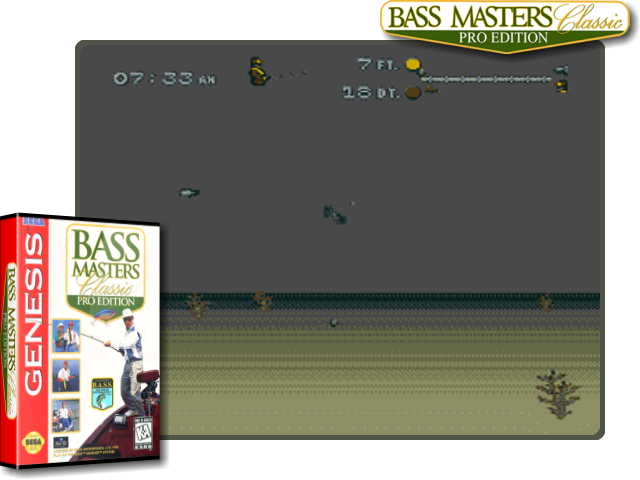 BASS MASTERS
Classic
PRO EDITION
07:33 AM
7 FT.
18 DT.
SEGA
GENESIS
BASS MASTERS Classic
BASS
MASTERS
Classic
PRO EDITION
B.A.S.S.
K-A
SEGA